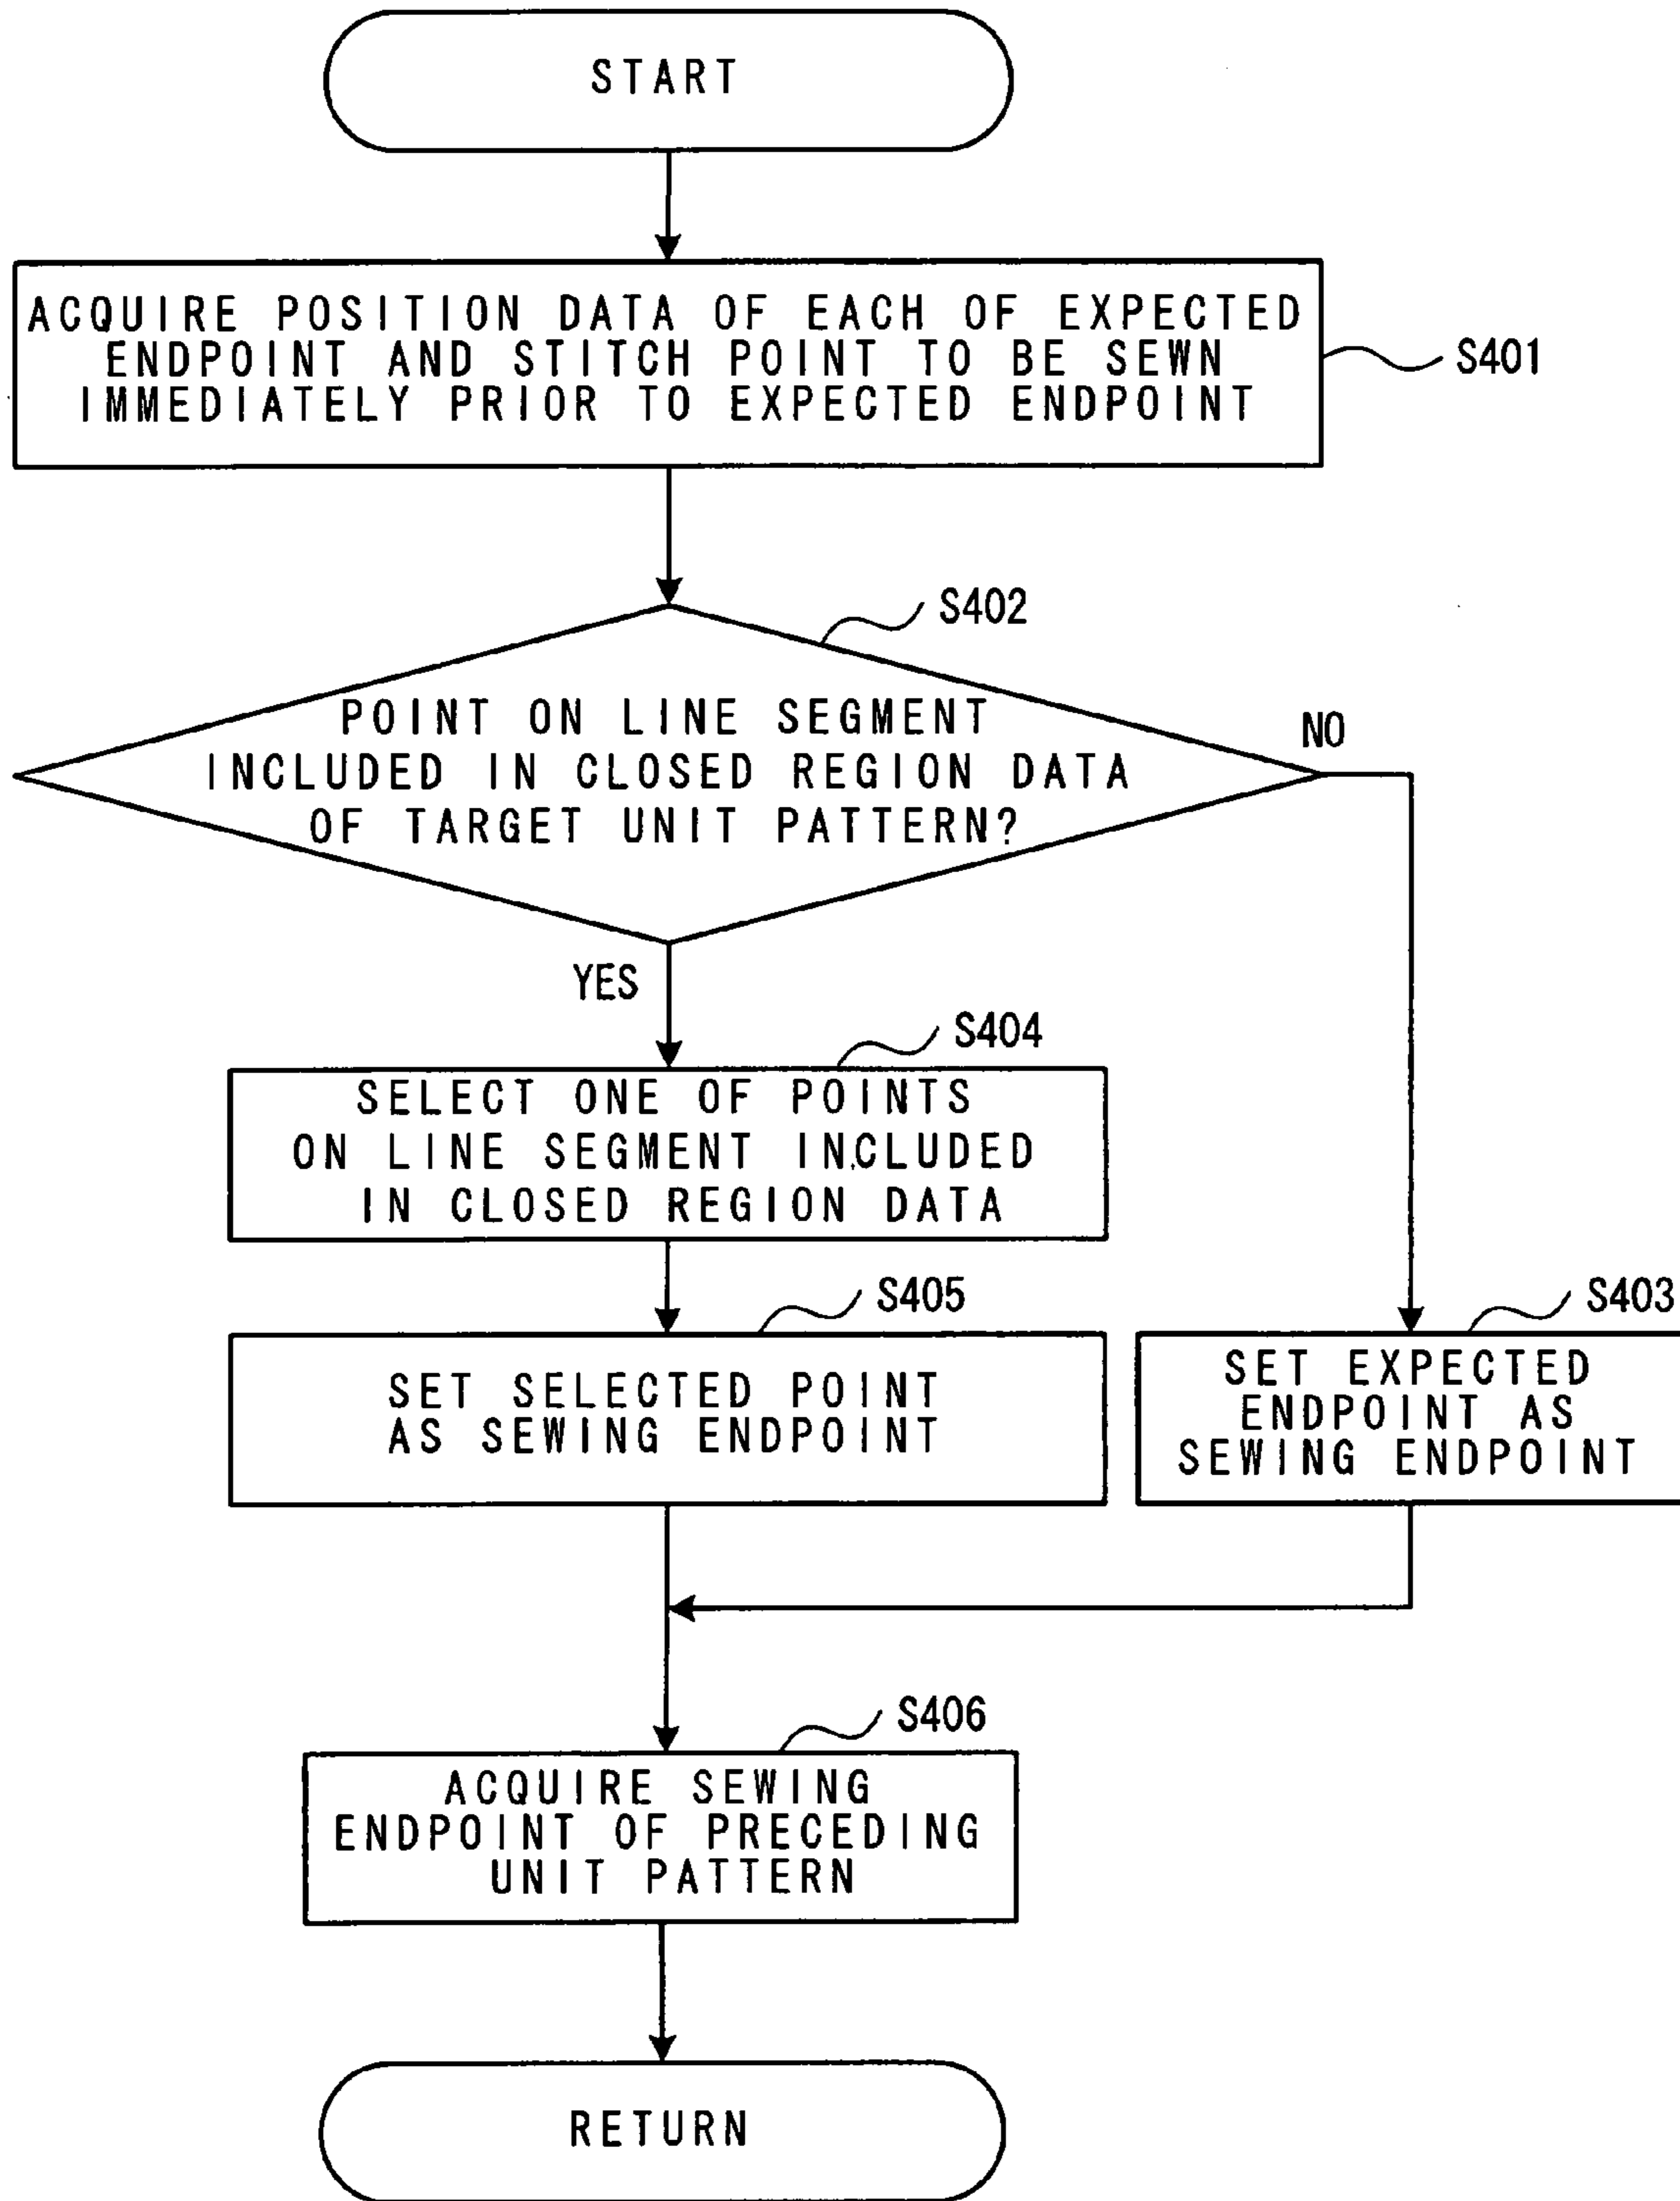 START
ACQUIRE POSITION DATA OF EACH OF EXPECTED
ENDPOINT AND STITCH POINT TO BE SEWN
IMMEDIATELY PRIOR TO EXPECTED ENDPOINT
S401
S402
POINT ON LINE SEGMENT
INCLUDED IN CLOSED REGION DATA
OF TARGET UNIT PATTERN?
NO
YES
S404
SELECT ONE OF POINTS
ON LINE SEGMENT INCLUDED
IN CLOSED REGION DATA
S405
SET SELECTED POINT
AS SEWING ENDPOINT
S403
SET EXPECTED
ENDPOINT AS
SEWING ENDPOINT
S406
ACQUIRE SEWING
ENDPOINT OF PRECEDING
UNIT PATTERN
RETURN